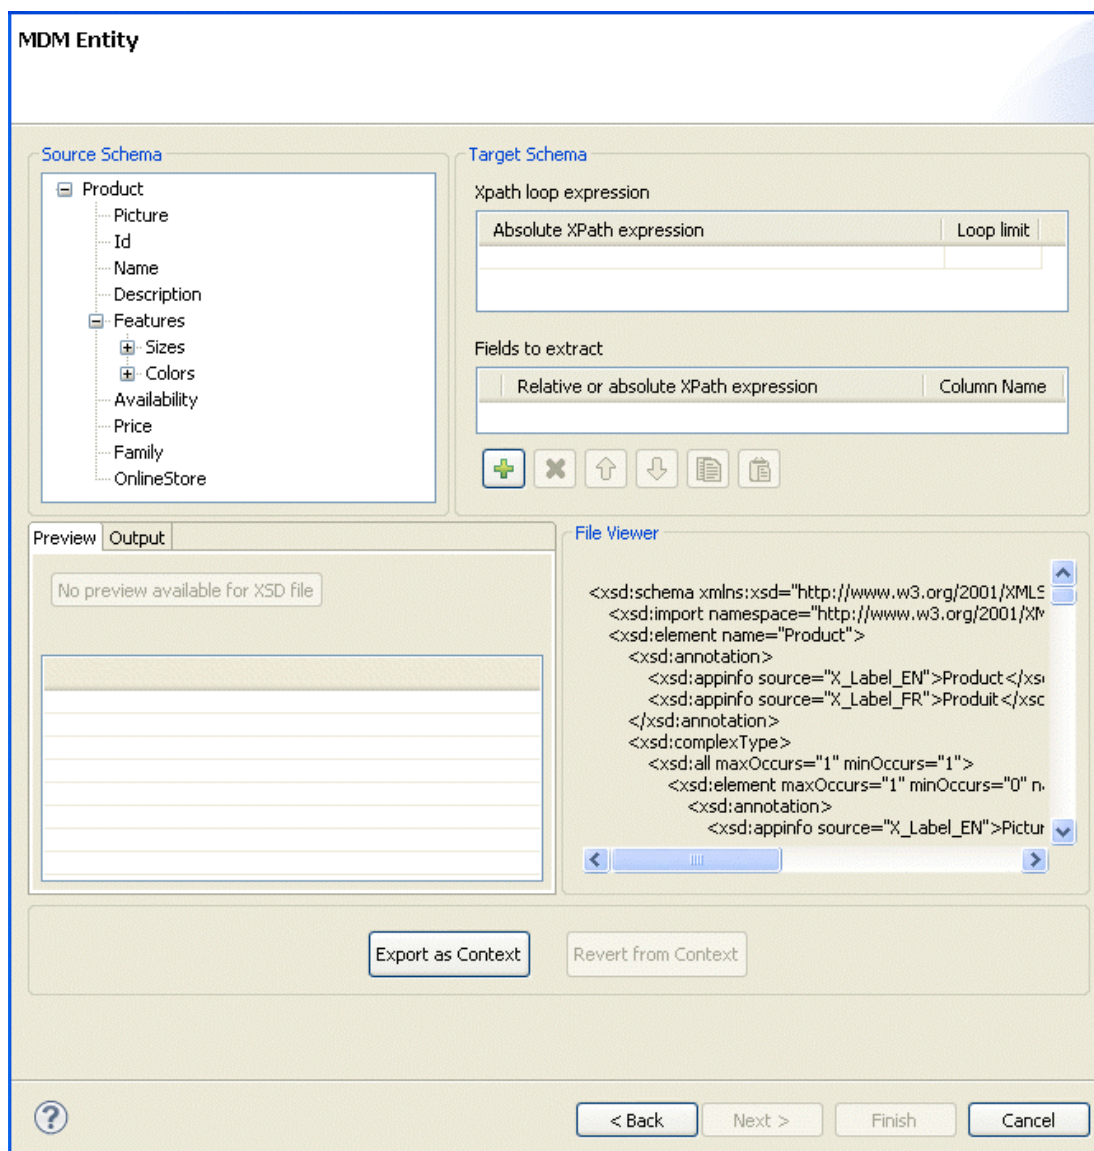 MDM Entity
Source Schema
Product
Picture
Id
Name
Description
Features
Sizes
Colors
Availability
Price
Family
OnlineStore
Target Schema
Xpath loop expression
Absolute XPath expression Loop limit
Fields to extract
Relative or absolute XPath expression Column Name
Preview Output
No preview available for XSD file
File Viewer
<xsd:schema xmlns:xsd="http://www.w3.org/2001/XMLS
<xsd:import namespace="http://www.w3.org/2001/XM
<xsd:element name="Product">
<xsd:annotation>
<xsd:appinfo source="X_Label_EN">Product</xs
<xsd:appinfo source="X_Label_FR">Produit</xsc
</xsd:annotation>
<xsd:complexType>
<xsd:all maxOccurs="1" minOccurs="1">
<xsd:element maxOccurs="1" minOccurs="0" n
<xsd:annotation>
<xsd:appinfo source="X_Label_EN">Pictur
Export as Context Revert from Context
?
< Back Next > Finish Cancel